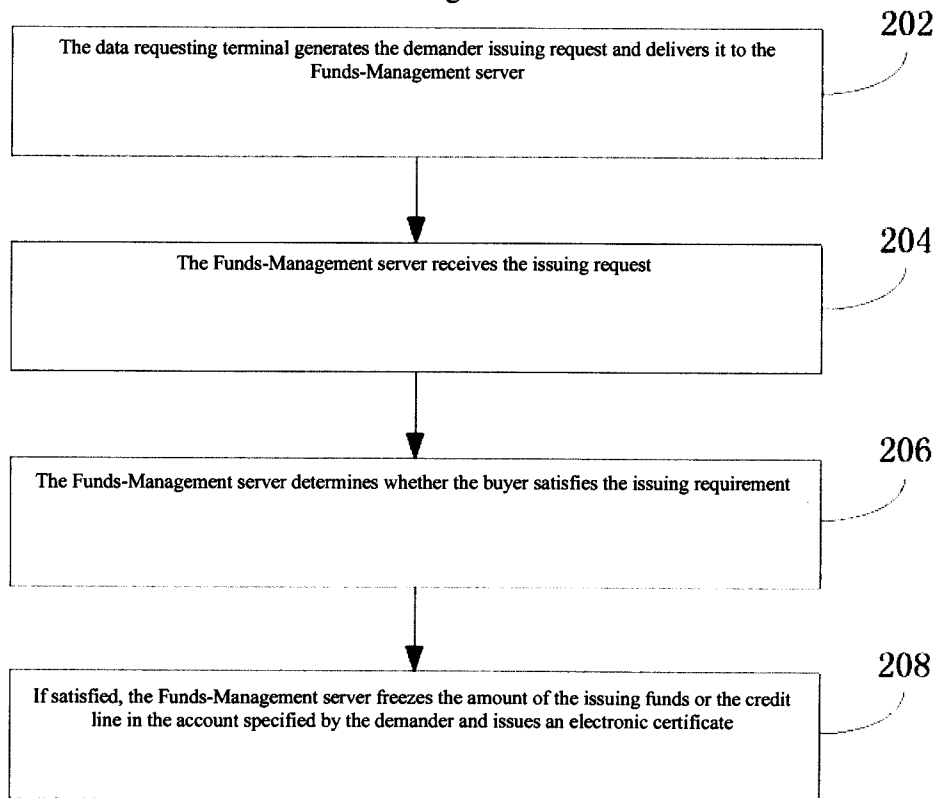 202
The data requesting terminal generates the demander issuing request and delivers it to the
Funds-Management server
204
The Funds-Management server receives the issuing request
206
The Funds-Management server determines whether the buyer satisfies the issuing requirement
208
If satisfied, the Funds-Management server freezes the amount of the issuing funds or the credit
line in the account specified by the demander and issues an electronic certificate